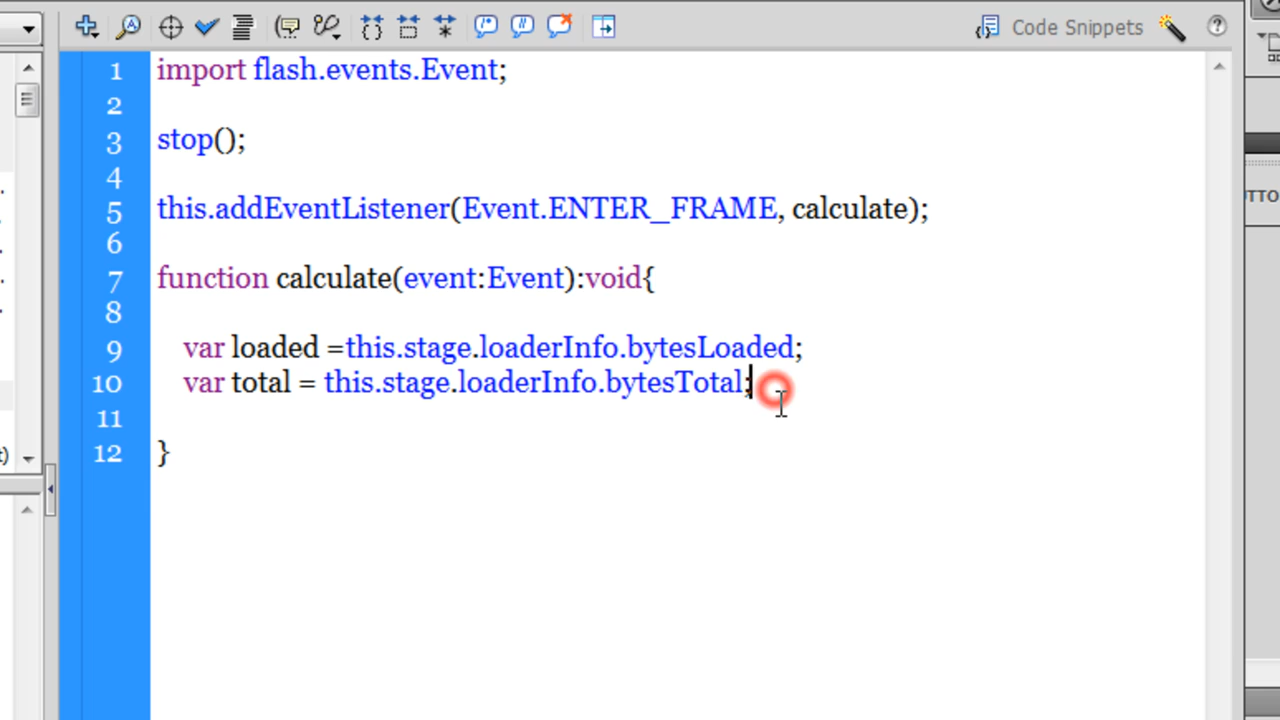 Code Snippets
1 import flash.events.Event;
2
3 stop();
4
5 this.addEventListener(Event.ENTER_FRAME, calculate);
6
7 function calculate(event:Event):void{
8
9 var loaded =this.stage.loaderInfo.bytesLoaded;
10 var total = this.stage.loaderInfo.bytesTotal;
11
12 }